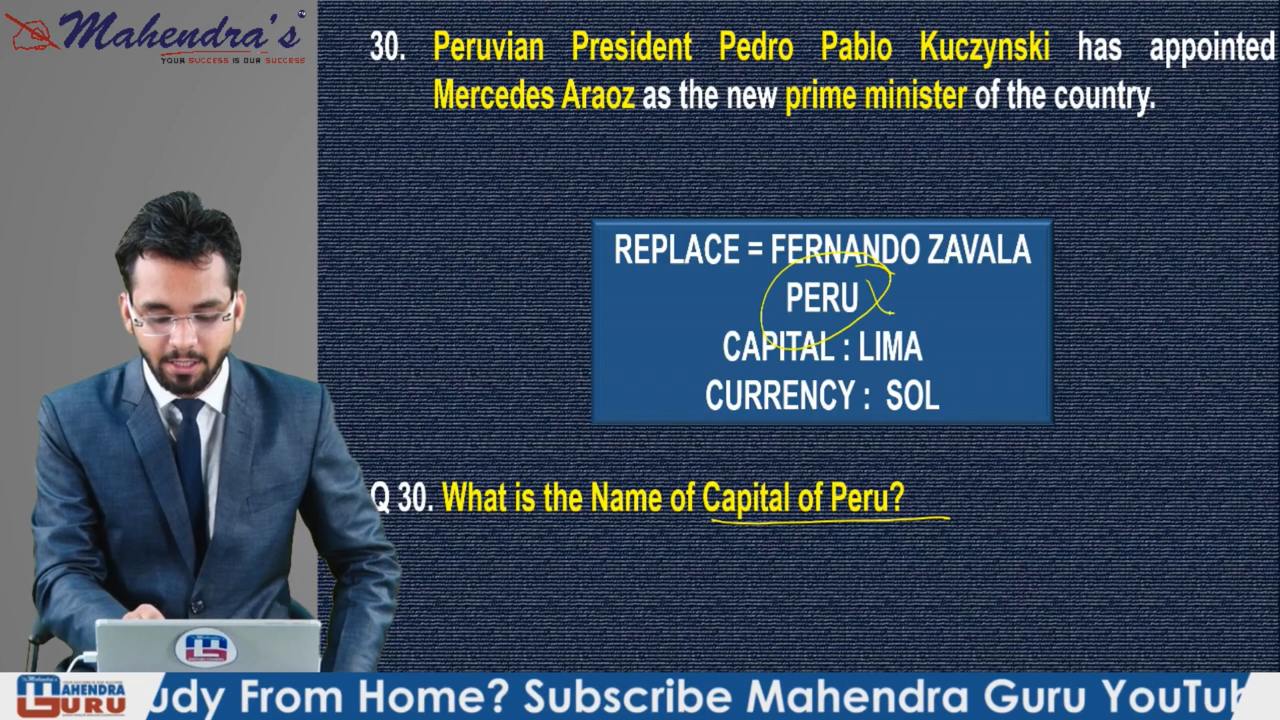 Mahendra's
YOUR SUCCESS IS OUR SUCCESS
30. Peruvian President Pedro Pablo Kuczynski has appointed
Mercedes Araoz as the new prime minister of the country.
REPLACE = FERNANDO ZAVALA
PERU
CAPITAL : LIMA
CURRENCY : SOL
Q 30. What is the Name of Capital of Peru?
MAHENDRA
GURU
udy From Home? Subscribe Mahendra Guru YouTub